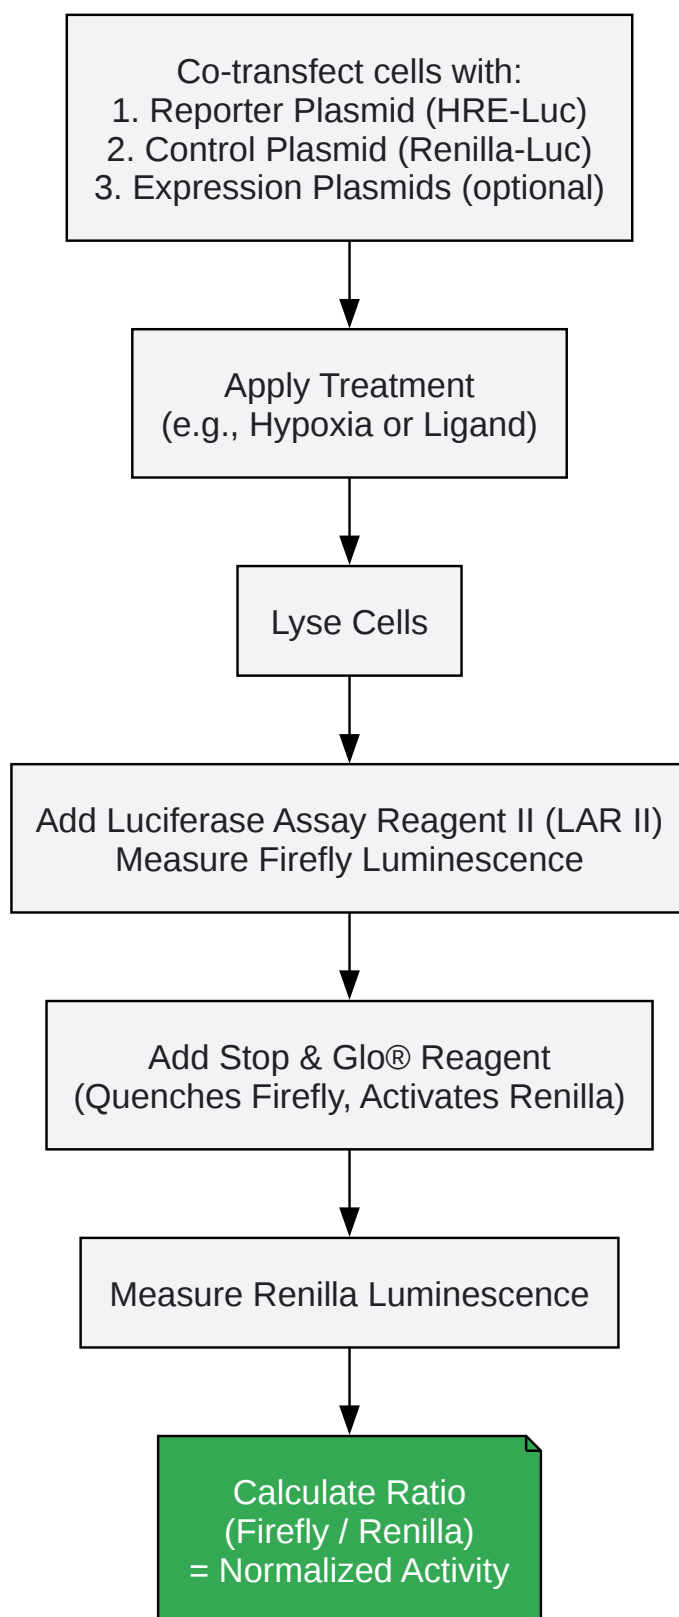 Co-transfect cells with:
1. Reporter Plasmid (HRE-Luc)
2. Control Plasmid (Renilla-Luc)
3. Expression Plasmids (optional)
Apply Treatment
(e.g., Hypoxia or Ligand)
Lyse Cells
Add Luciferase Assay Reagent II (LAR II)
Measure Firefly Luminescence
Add Stop & Glo® Reagent
(Quenches Firefly, Activates Renilla)
Measure Renilla Luminescence
Calculate Ratio
(Firefly / Renilla)
= Normalized Activity